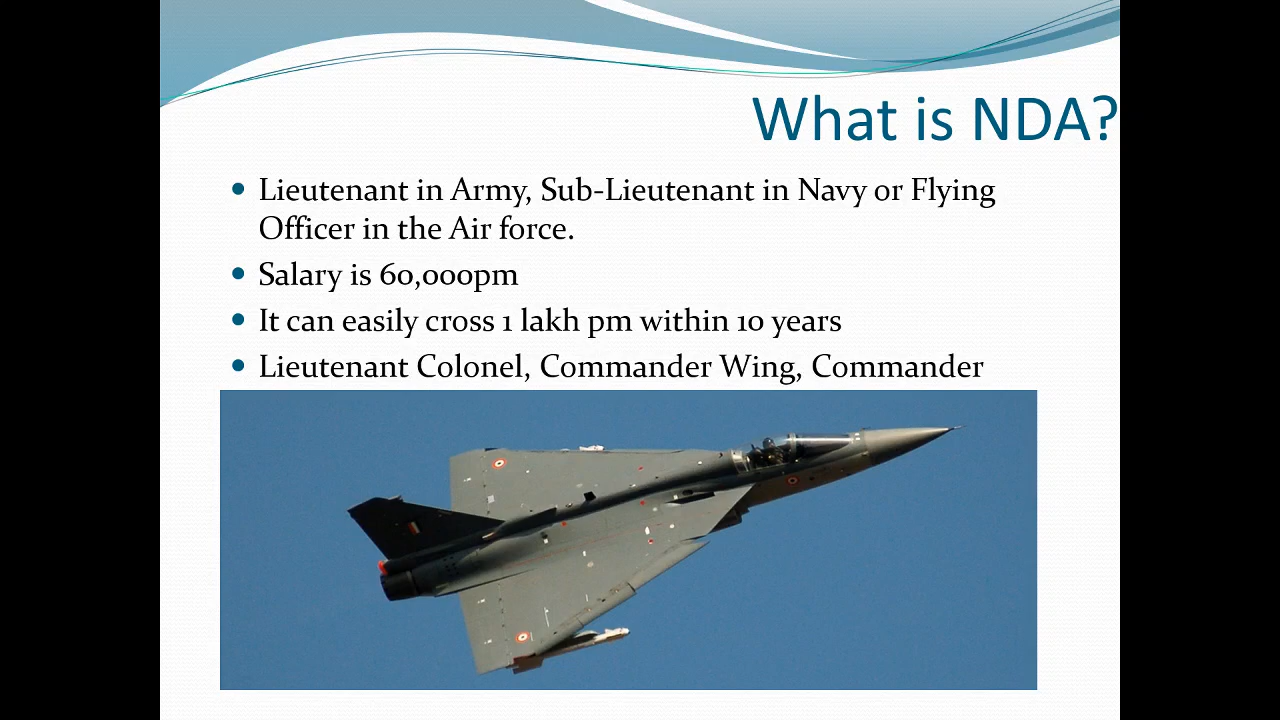 What is NDA?
Lieutenant in Army, Sub-Lieutenant in Navy or Flying
Officer in the Air force.
Salary is 60,000pm
It can easily cross 1 lakh pm within 10 years
Lieutenant Colonel, Commander Wing, Commander